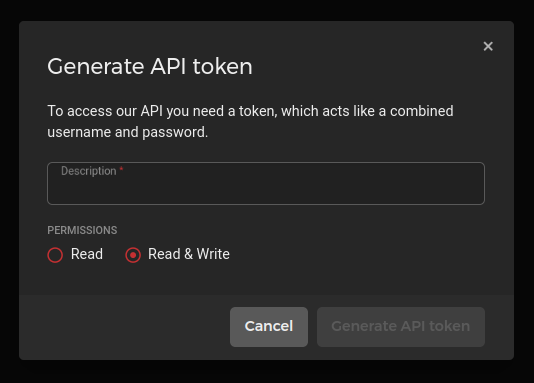 Generate API token
To access our API you need a token, which acts like a combined
username and password.
Description *
PERMISSIONS
Read
Read & Write
Cancel
Generate API token